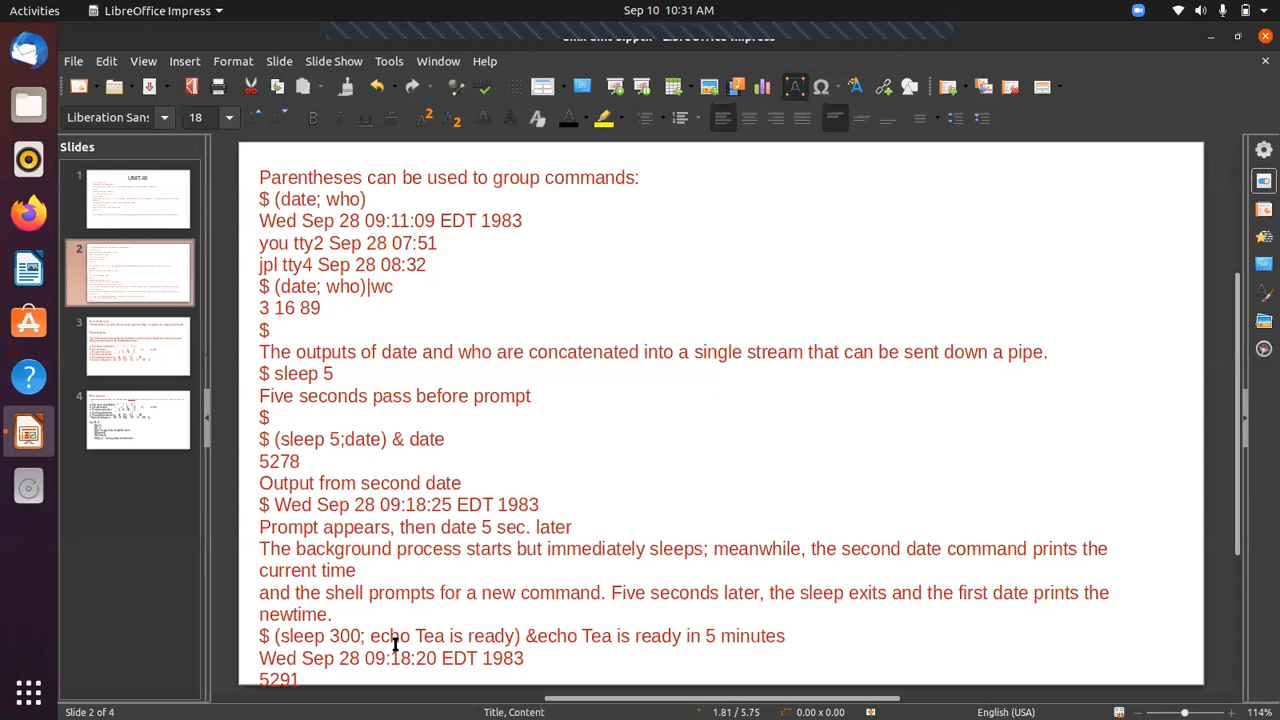 Activities
LibreOffice Impress
Sep 10 10:31 AM
File Edit View Insert Format Slide Slide Show Tools Window Help
Liberation Sans 18
Slides
1
UNIT-III
2
3
4
Parentheses can be used to group commands:
$ (date; who)
Wed Sep 28 09:11:09 EDT 1983
you tty2 Sep 28 07:51
jpl tty4 Sep 28 08:32
$ (date; who)|wc
3 16 89
$
The outputs of date and who are concatenated into a single stream that can be sent down a pipe.
$ sleep 5
Five seconds pass before prompt
$
$ (sleep 5;date) & date
5278
Output from second date
$ Wed Sep 28 09:18:25 EDT 1983
Prompt appears, then date 5 sec. later
The background process starts but immediately sleeps; meanwhile, the second date command prints the
current time
and the shell prompts for a new command. Five seconds later, the sleep exits and the first date prints the
newtime.
$ (sleep 300; echo Tea is ready) &echo Tea is ready in 5 minutes
Wed Sep 28 09:18:20 EDT 1983
5291
Slide 2 of 4
Title, Content
1.81 / 5.75
0.00 x 0.00
English (USA)
114%